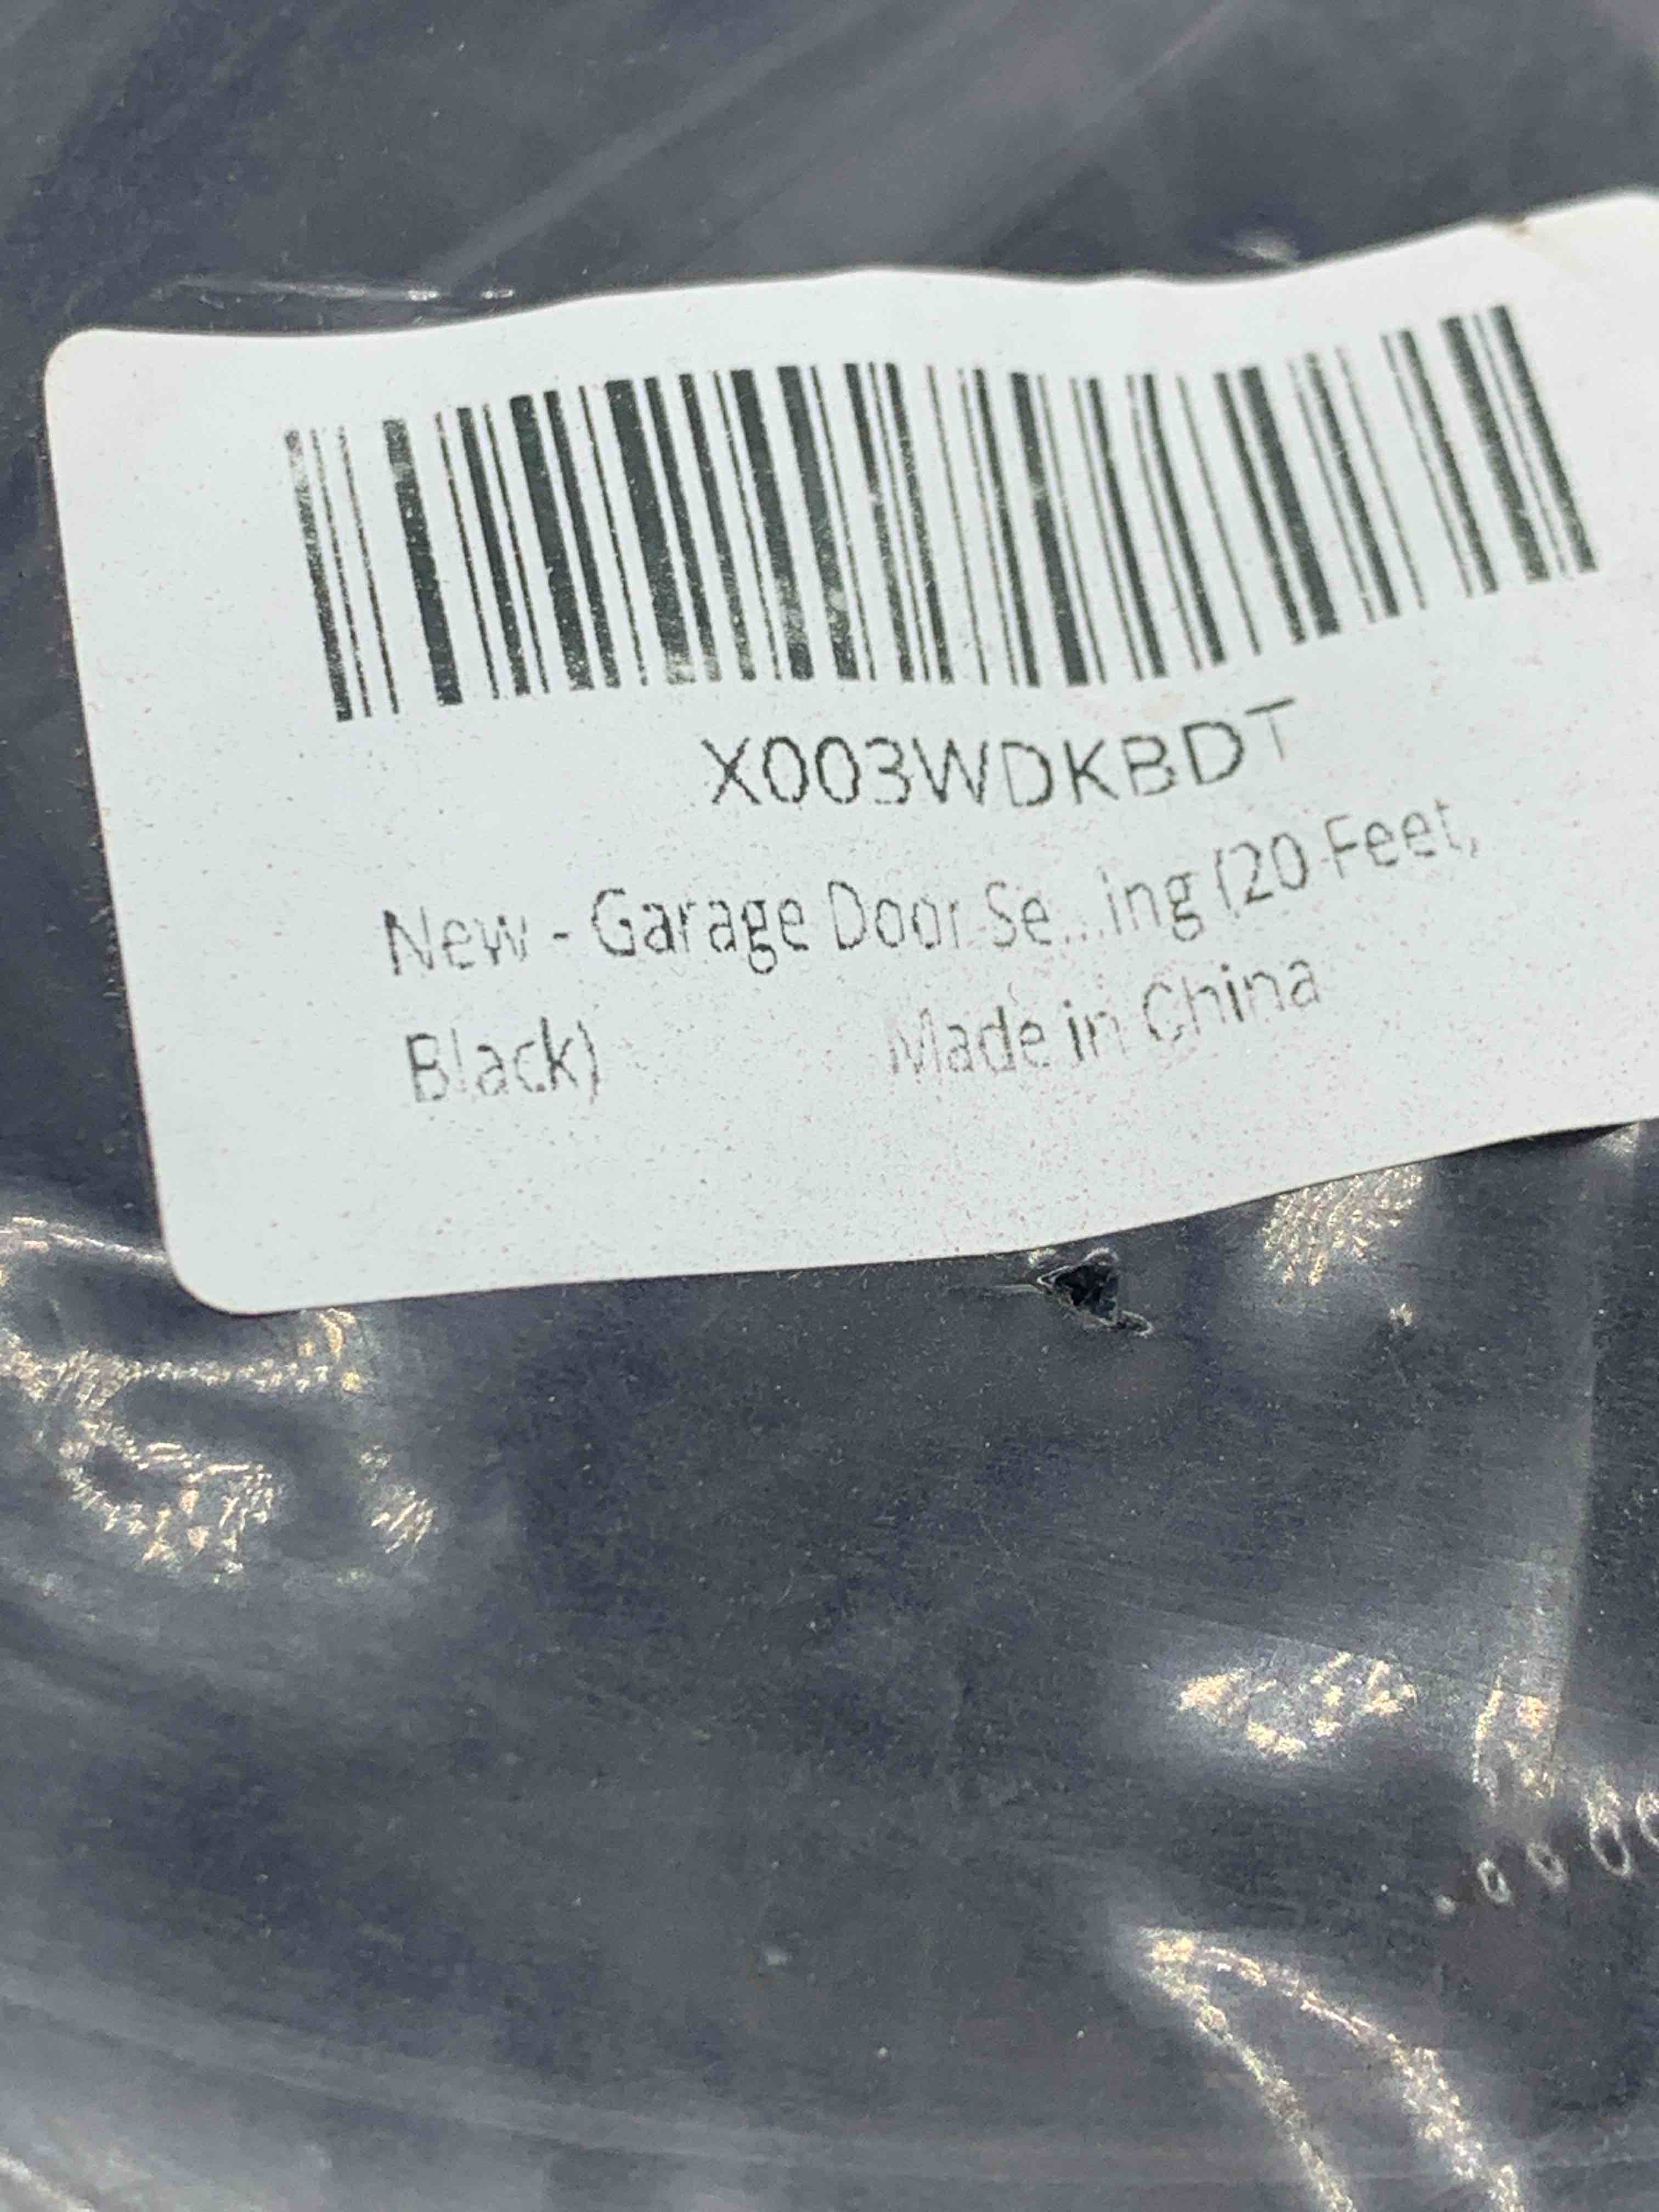 X003WDKBDT
New - Garage Door Se...ing (20 Feet,
Black) Made in China